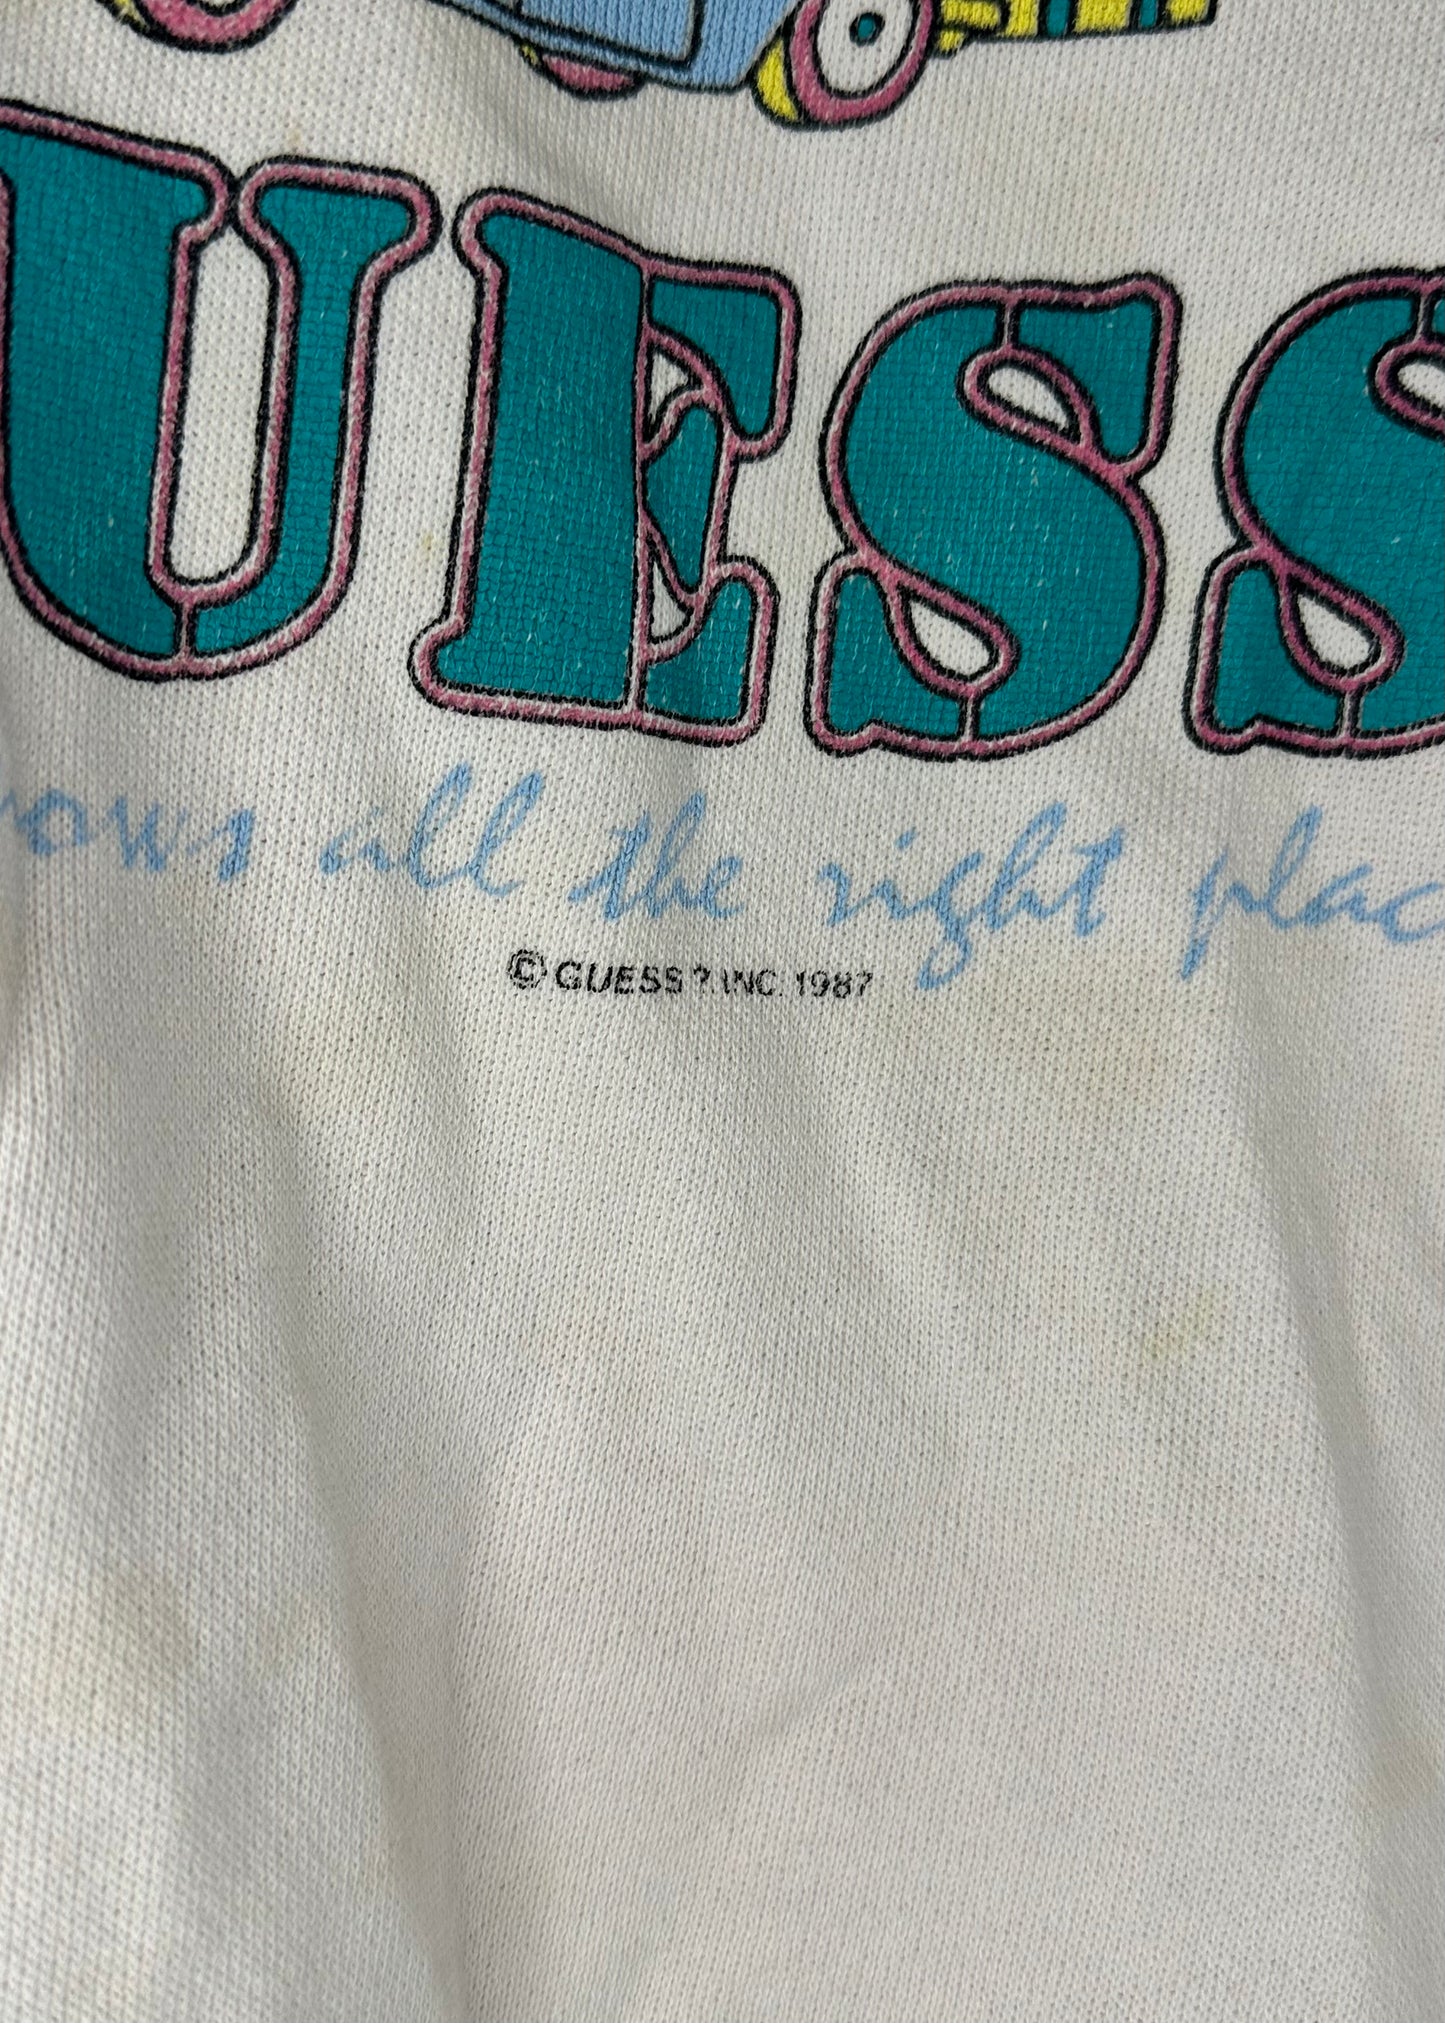 UESS
ows all the right plac
© GUESS ?. INC. 1987